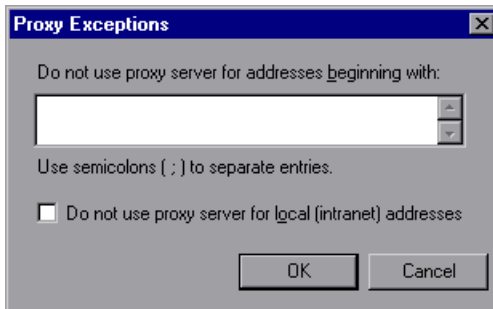 Proxy Exceptions
Do not use proxy server for addresses beginning with:
Use semicolons ( ; ) to separate entries.
Do not use proxy server for local (intranet) addresses
OK Cancel